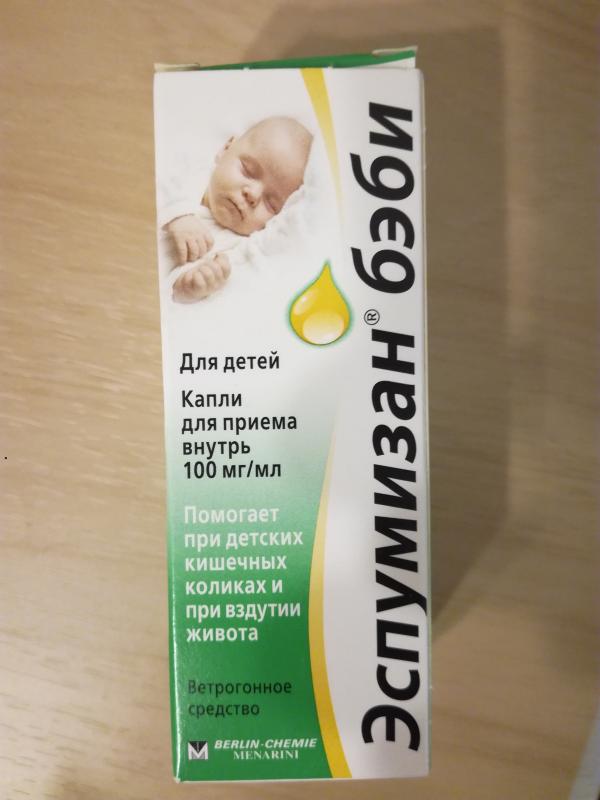 Эспумизан® бэби
Для детей
Капли
для приема
внутрь
100 мг/мл
Помогает
при детских
кишечных
коликах и
при вздутии
живота
Ветрогонное
средство
BERLIN-CHEMIE
MENARINI